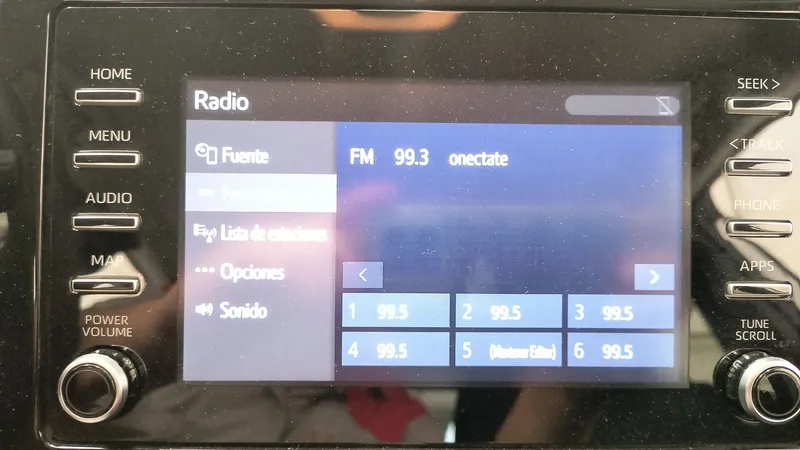 HOME
MENU
AUDIO
MAP
POWER
VOLUME
Radio
Fuente
Lista de estaciones
Opciones
Sonido
FM 99.3 onectate
<
>
1 99.5
2 99.5
3 99.5
4 99.5
5 (Mantener Editar)
6 99.5
SEEK >
< TRACK
PHONE
APPS
TUNE
SCROLL